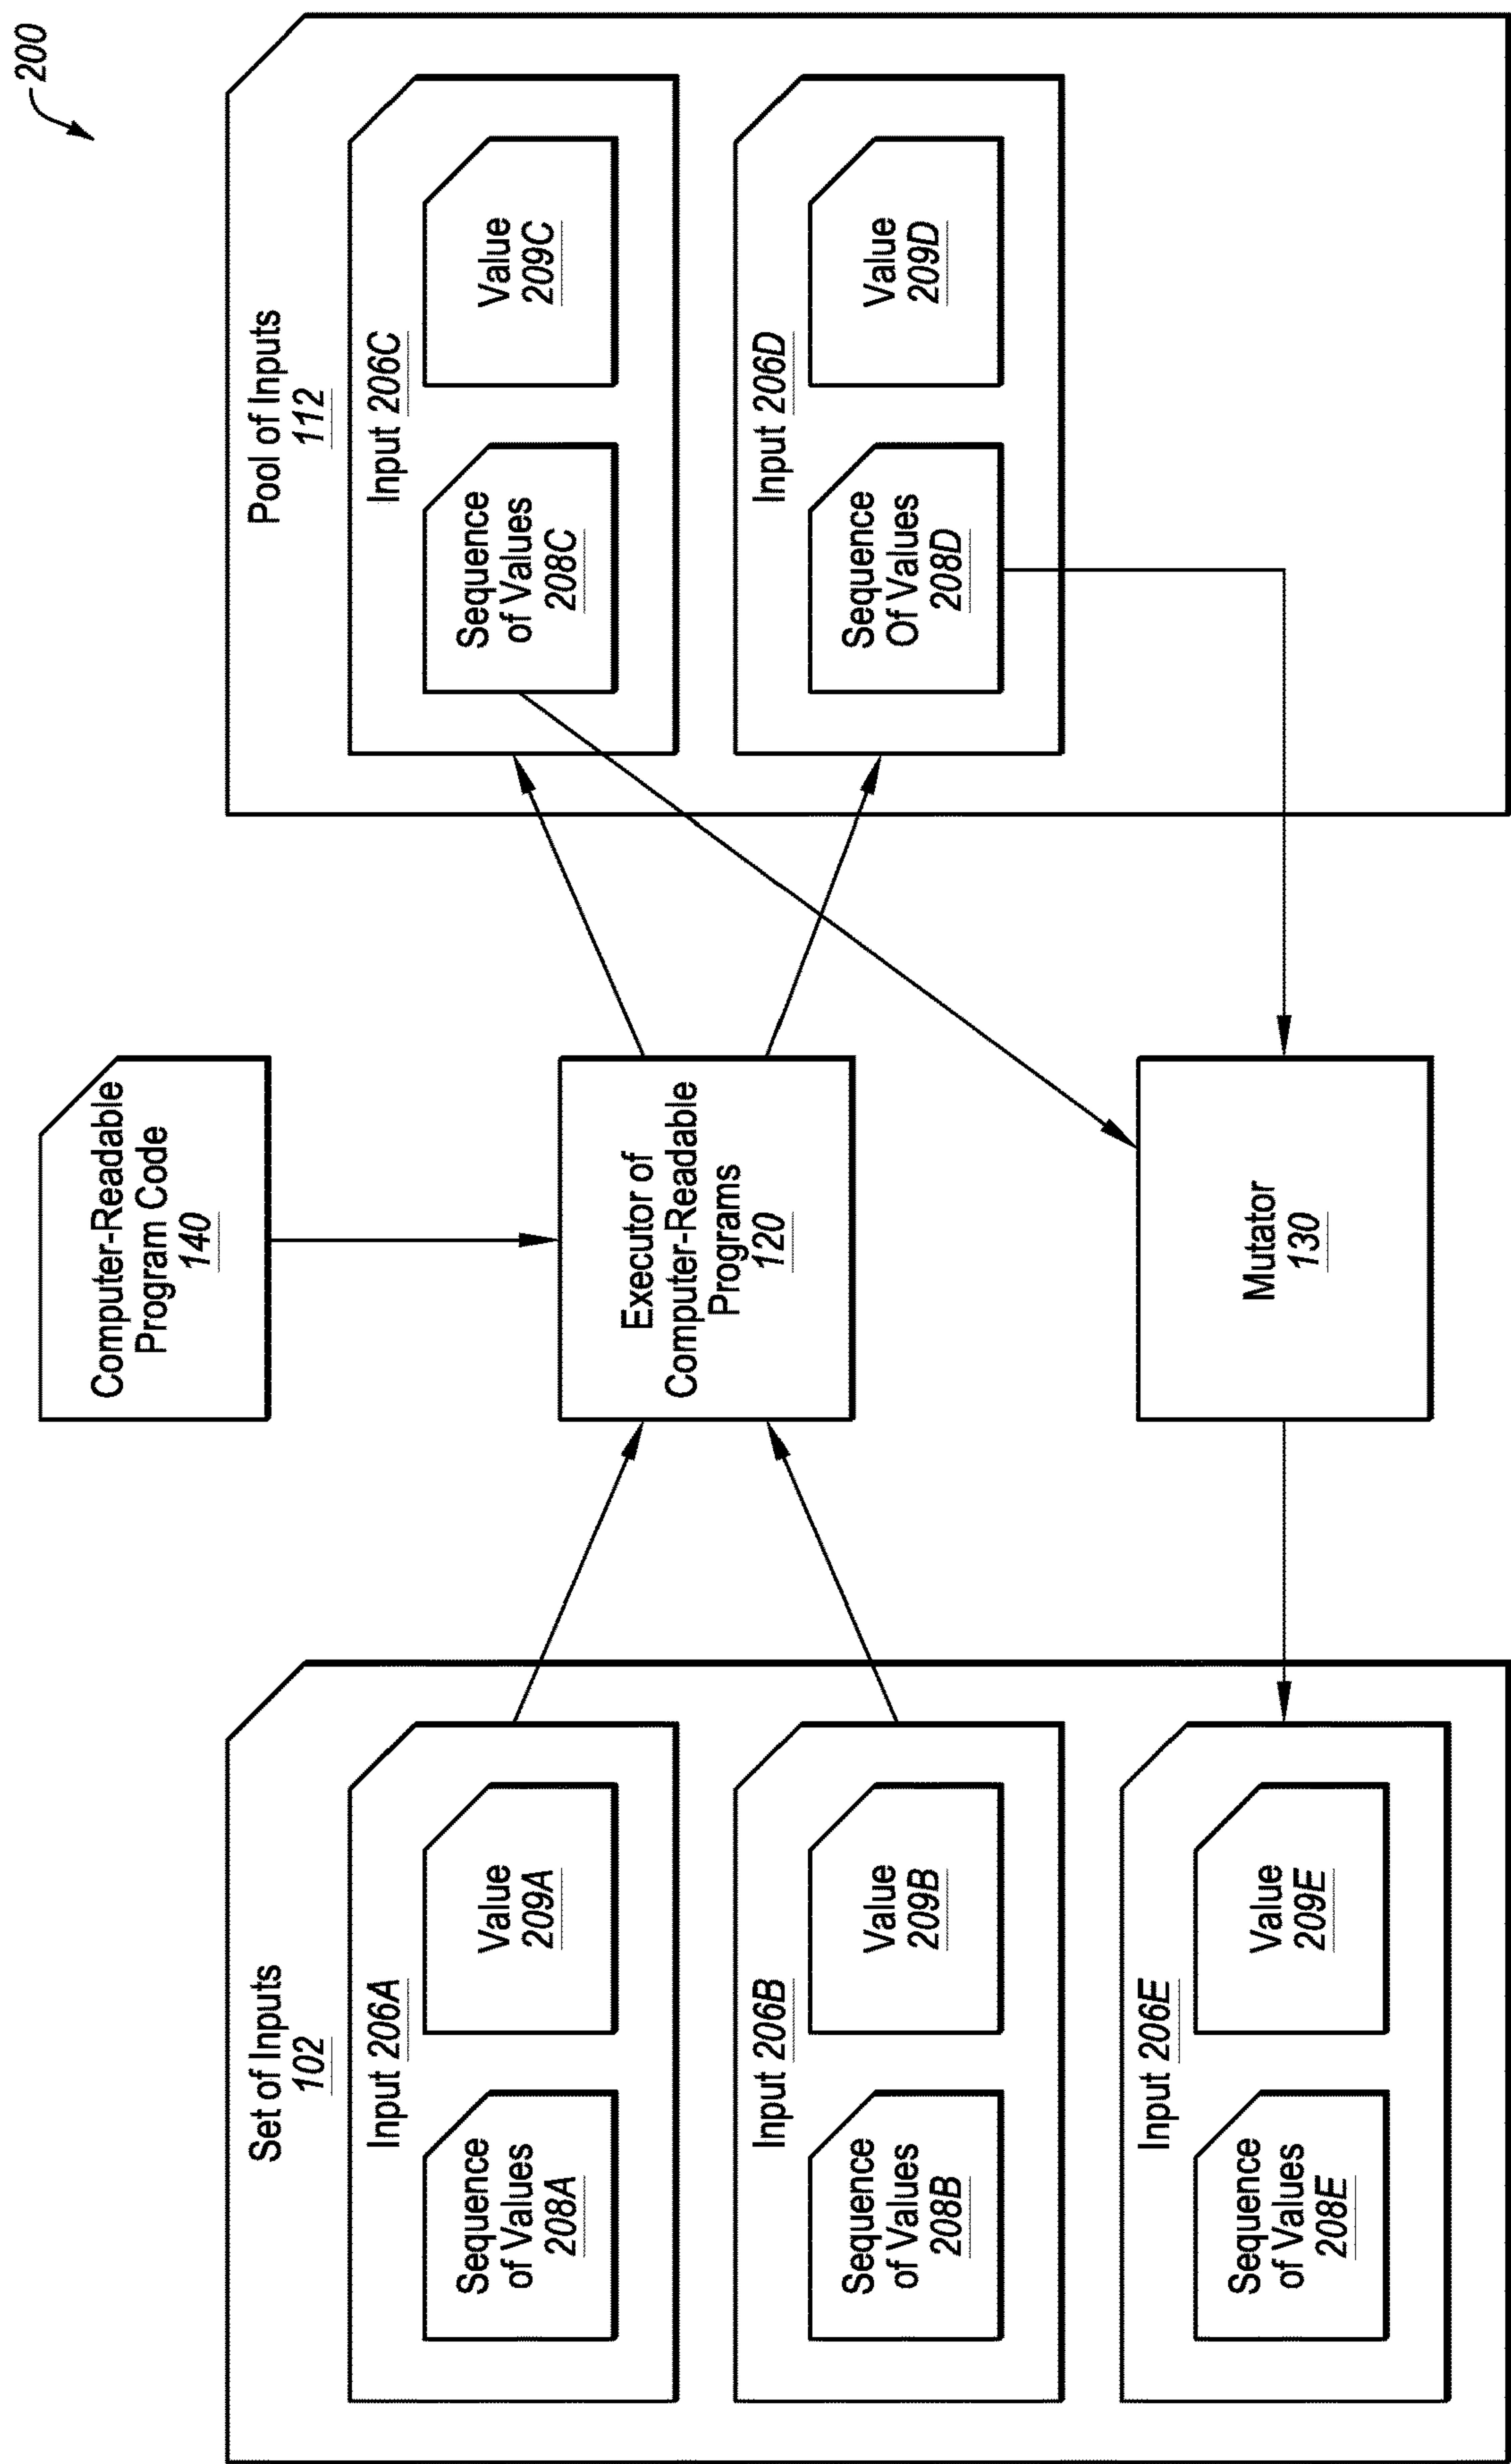 200
Computer-Readable
Program Code
140
Set of Inputs
102
Input 206A
Sequence
of Values
208A
Value
209A
Input 206B
Sequence
of Values
208B
Value
209B
Input 206E
Sequence
of Values
208E
Value
209E
Executor of
Computer-Readable
Programs
120
Mutator
130
Pool of Inputs
112
Input 206C
Sequence
of Values
208C
Value
209C
Input 206D
Sequence
Of Values
208D
Value
209D